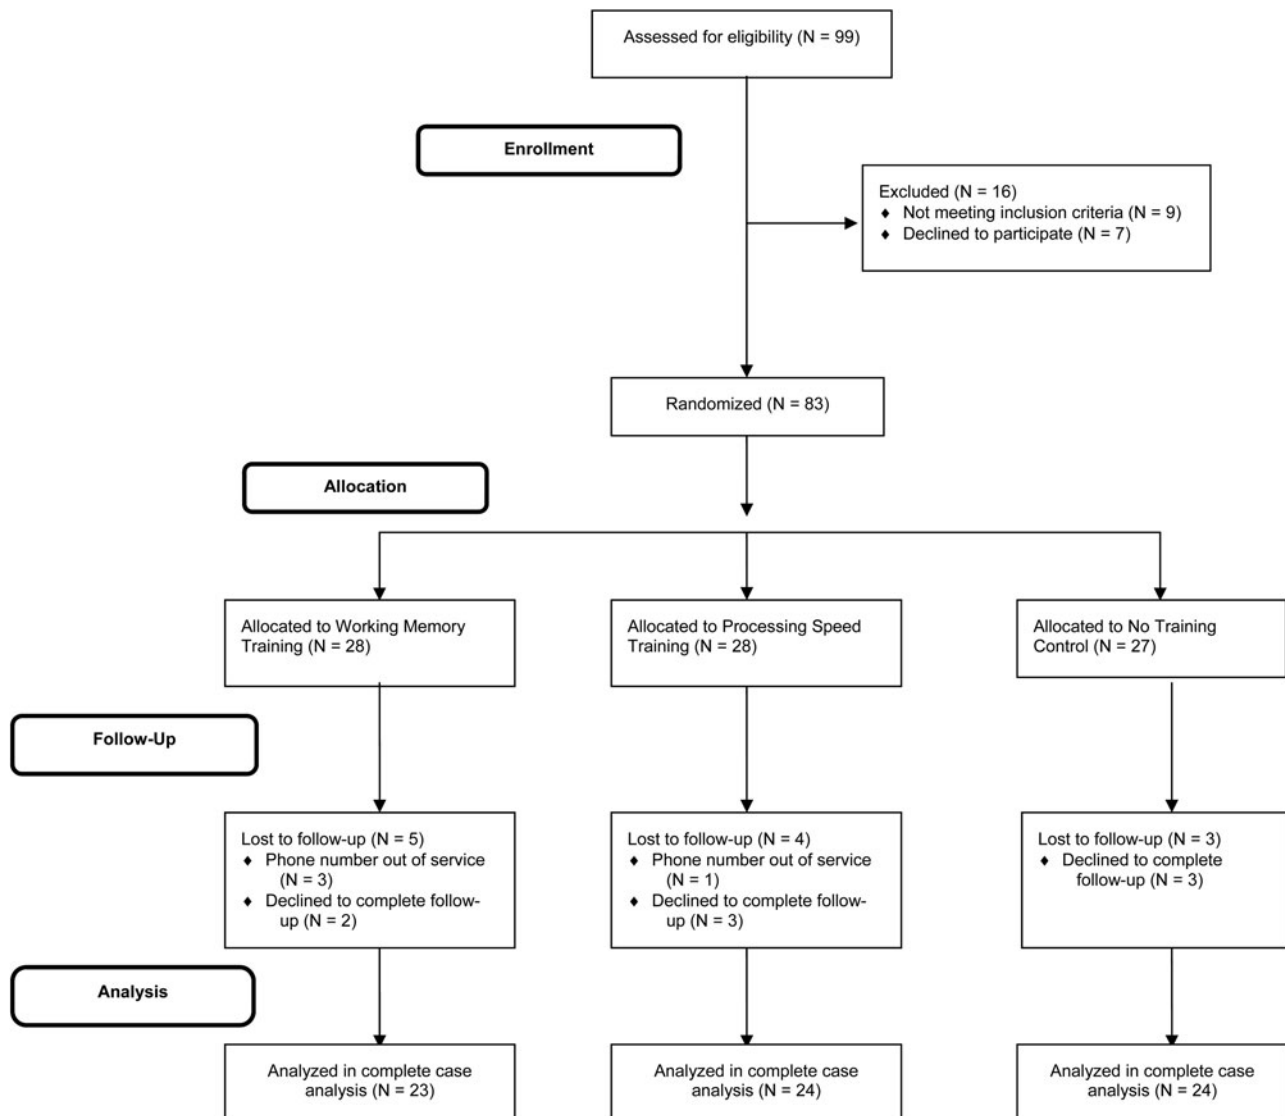 Assessed for eligibility (N = 99)
Enrollment
Excluded (N = 16)
♦ Not meeting inclusion criteria (N = 9)
♦ Declined to participate (N = 7)
Randomized (N = 83)
Allocation
Allocated to Working Memory
Training (N = 28)
Allocated to Processing Speed
Training (N = 28)
Allocated to No Training
Control (N = 27)
Follow-Up
Lost to follow-up (N = 5)
♦ Phone number out of service
(N = 3)
♦ Declined to complete follow-
up (N = 2)
Lost to follow-up (N = 4)
♦ Phone number out of service
(N = 1)
♦ Declined to complete follow-
up (N = 3)
Lost to follow-up (N = 3)
♦ Declined to complete
follow-up (N = 3)
Analysis
Analyzed in complete case
analysis (N = 23)
Analyzed in complete case
analysis (N = 24)
Analyzed in complete case
analysis (N = 24)